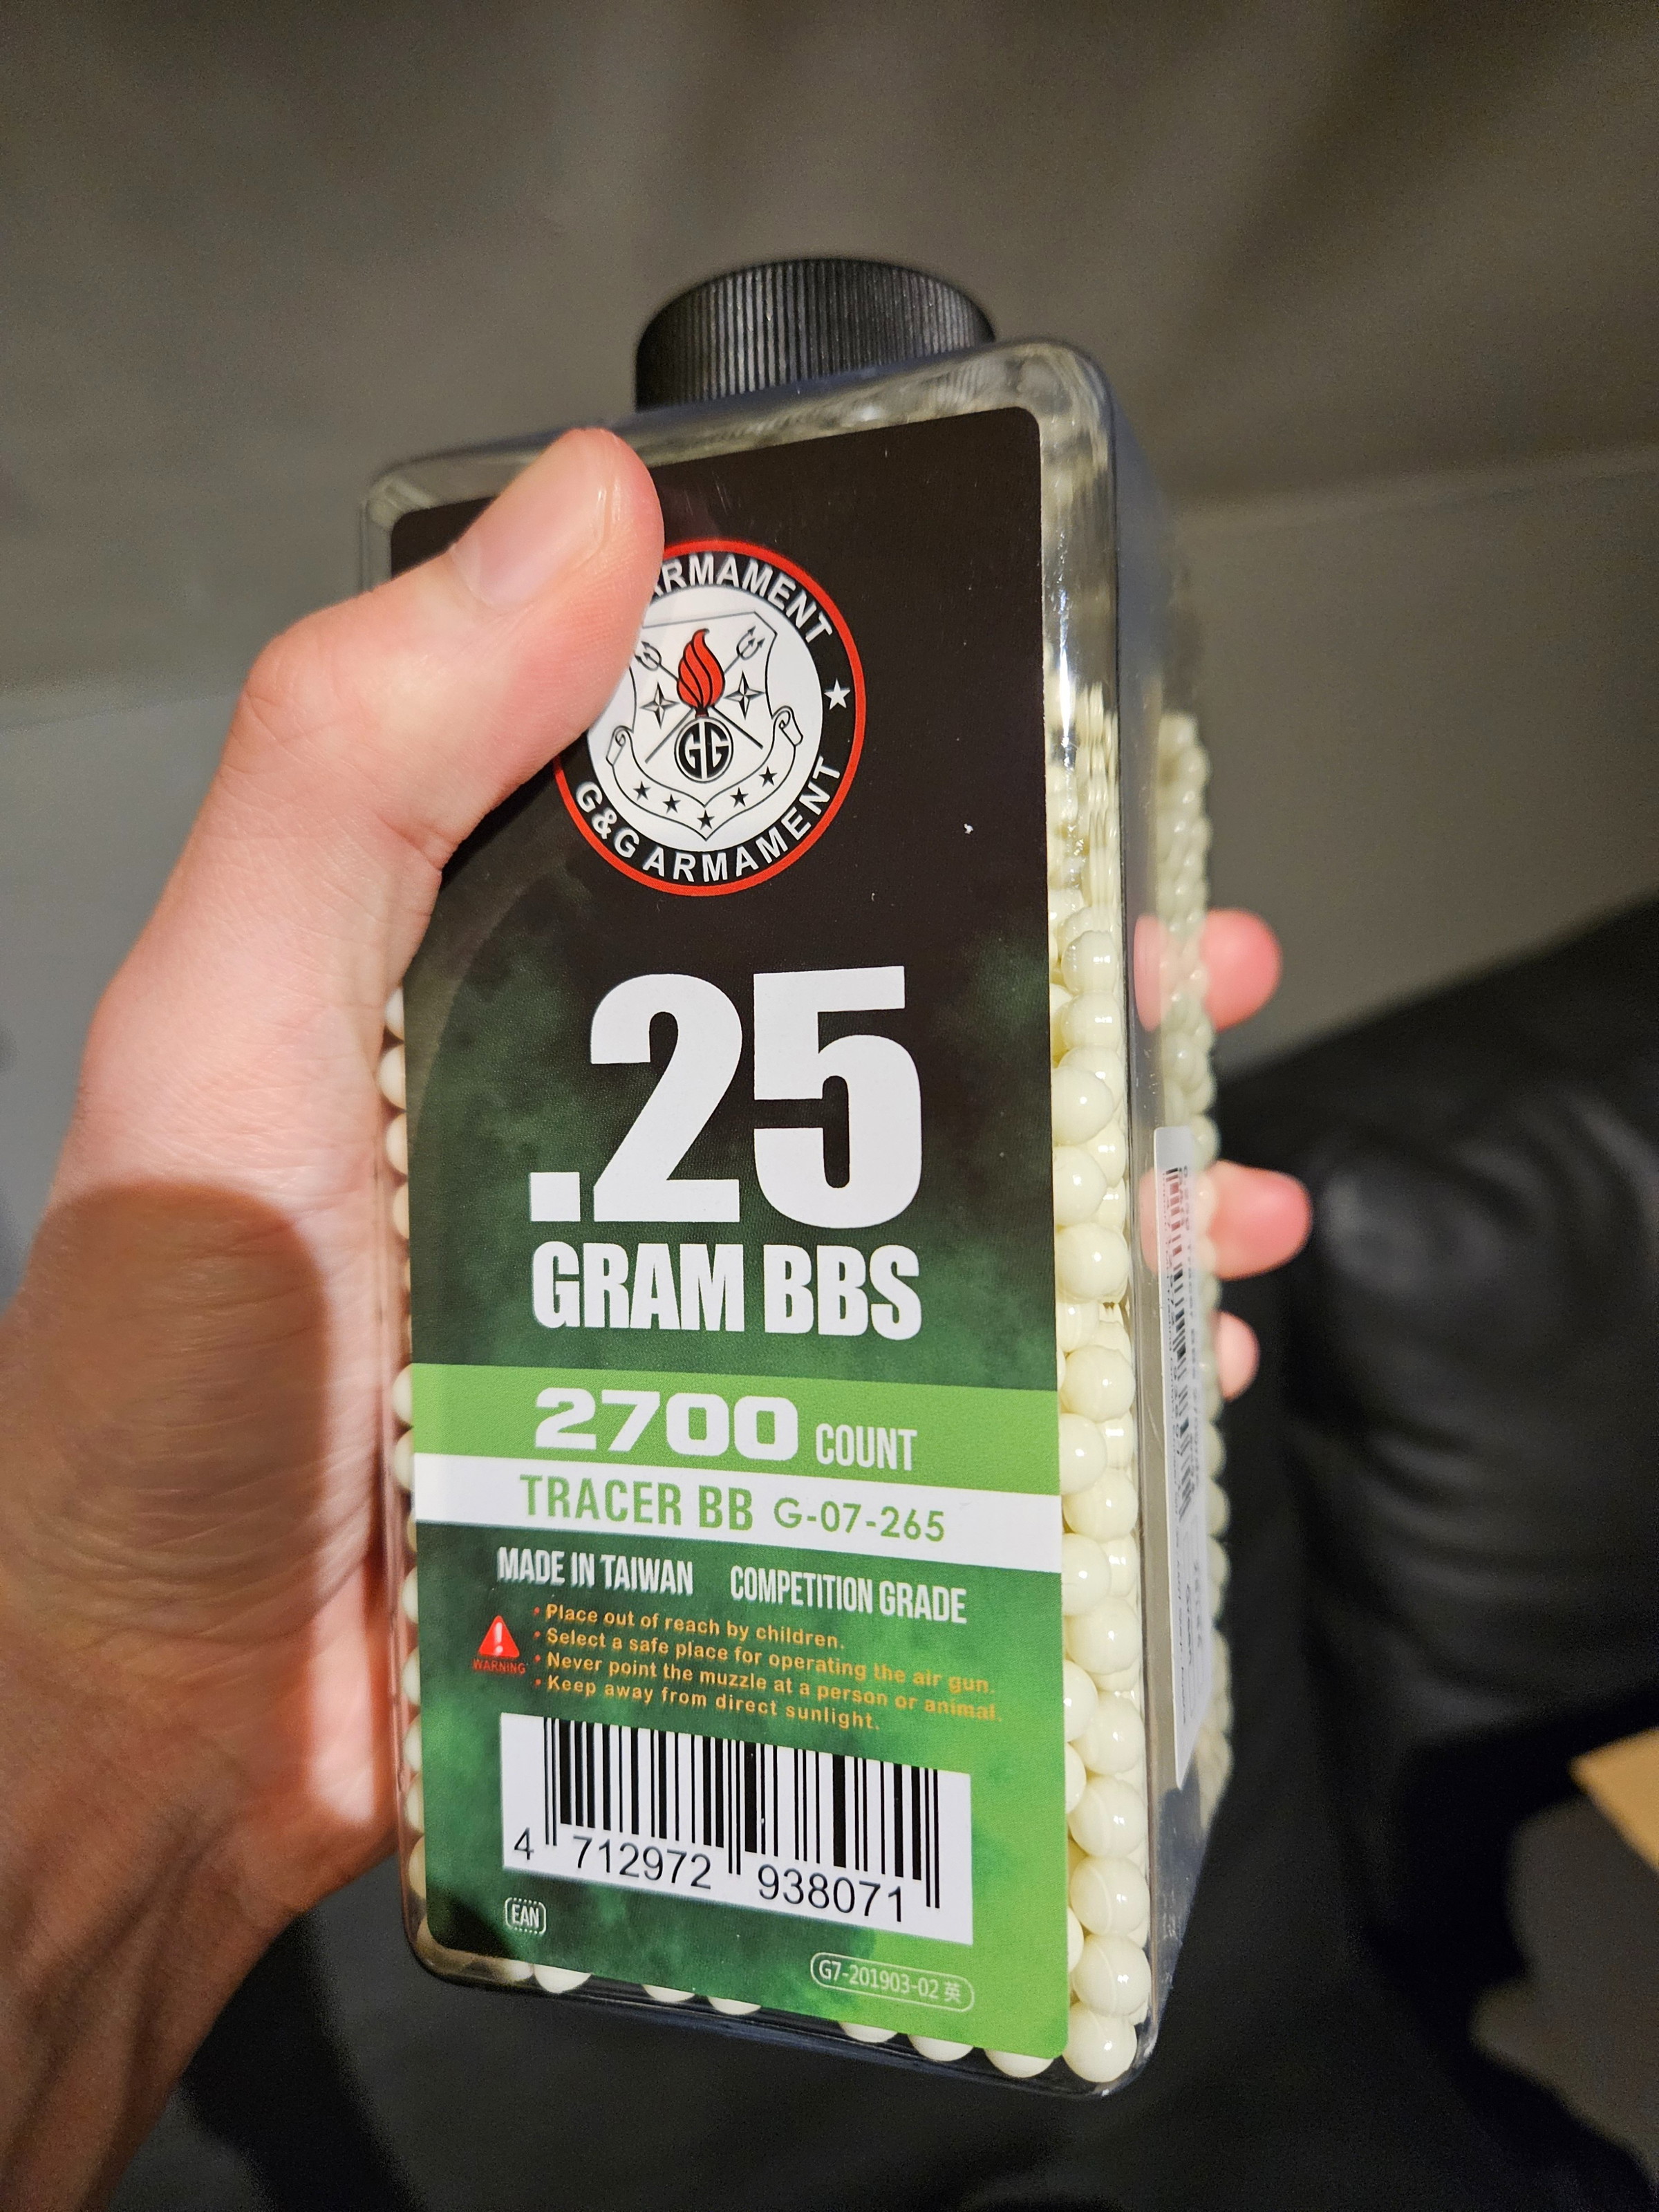 ARMAMENT
GG
G&G ARMAMENT
.25
GRAM BBS
2700 COUNT
TRACER BB G-07-265
MADE IN TAIWAN COMPETITION GRADE
WARNING
• Place out of reach by children.
• Select a safe place for operating the air gun.
• Never point the muzzle at a person or animal.
• Keep away from direct sunlight.
4 712972 938071
EAN
G7-201903-02 英